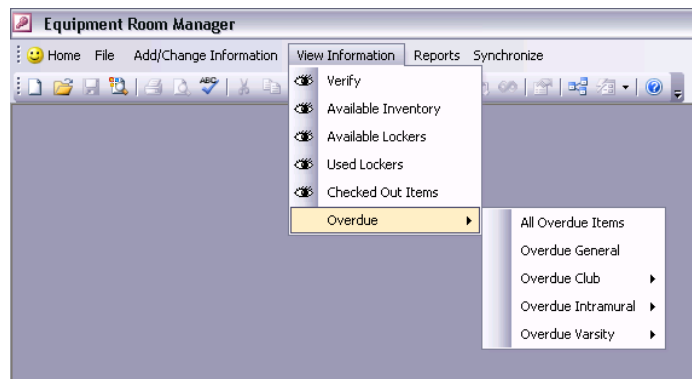 Equipment Room Manager
Home File Add/Change Information View Information Reports Synchronize
ABC
Verify
Available Inventory
Available Lockers
Used Lockers
Checked Out Items
Overdue
All Overdue Items
Overdue General
Overdue Club
Overdue Intramural
Overdue Varsity